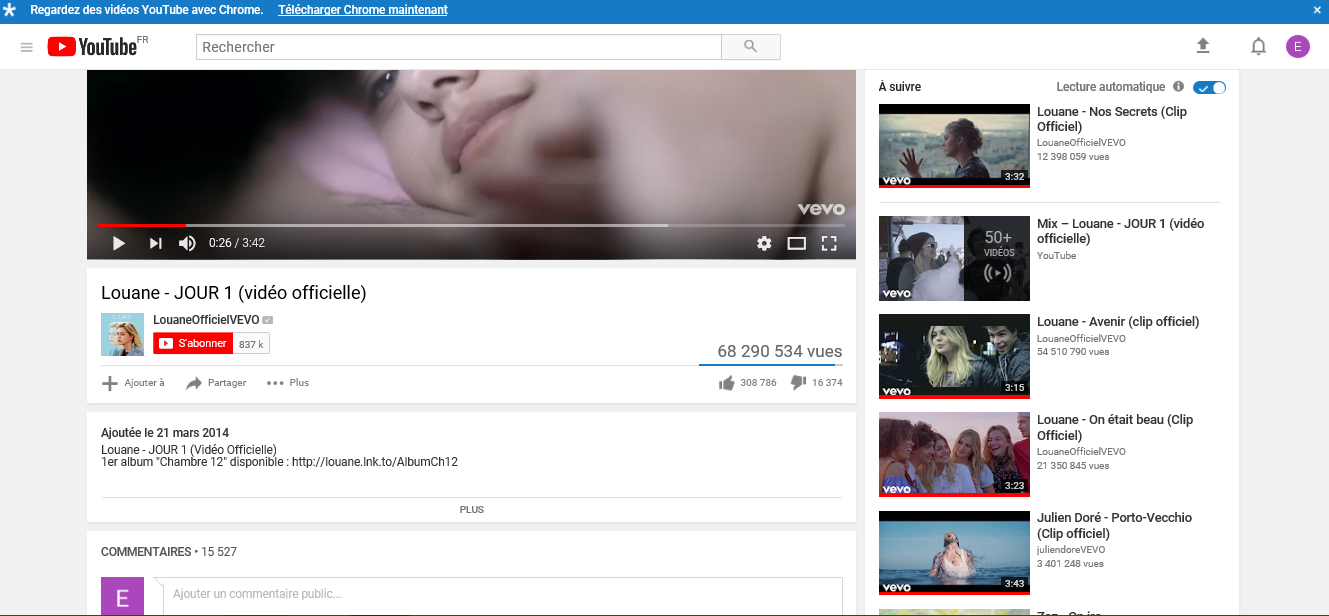 Regardez des vidéos YouTube avec Chrome. Télécharger Chrome maintenant ×
YouTube FR
Rechercher
E
vevo
0:26 / 3:42
Louane - JOUR 1 (vidéo officielle)
LouaneOfficielVEVO
S'abonner 837 k
68 290 534 vues
Ajouter à Partager ••• Plus
308 786 16 374
Ajoutée le 21 mars 2014
Louane - JOUR 1 (Vidéo Officielle)
1er album "Chambre 12" disponible : http://louane.lnk.to/AlbumCh12
PLUS
COMMENTAIRES • 15 527
E
Ajouter un commentaire public...
À suivre
Lecture automatique
Louane - Nos Secrets (Clip
Officiel)
LouaneOfficielVEVO
12 398 059 vues
vevo
3:32
Mix – Louane - JOUR 1 (vidéo
officielle)
YouTube
50+
VIDÉOS
vevo
Louane - Avenir (clip officiel)
LouaneOfficielVEVO
54 510 790 vues
vevo
3:15
Louane - On était beau (Clip
Officiel)
LouaneOfficielVEVO
21 350 845 vues
vevo
3:23
Julien Doré - Porto-Vecchio
(Clip officiel)
juliendoreVEVO
3 401 248 vues
vevo
3:43